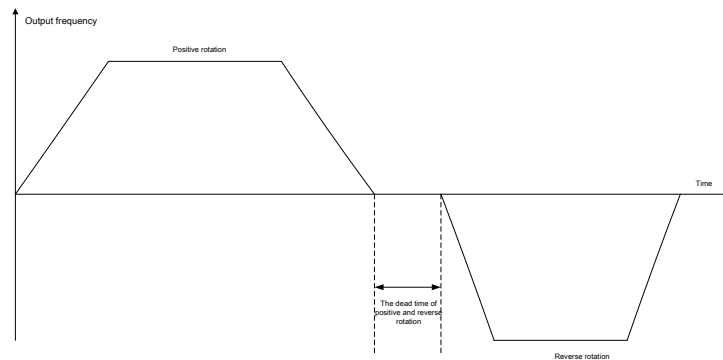 Output frequency
Positive rotation
Time
The dead time of
positive and reverse
rotation
Reverse rotation